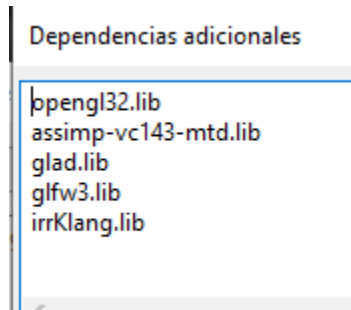 Dependencias adicionales
opengl32.lib
assimp-vc143-mtd.lib
glad.lib
glfw3.lib
irrKlang.lib